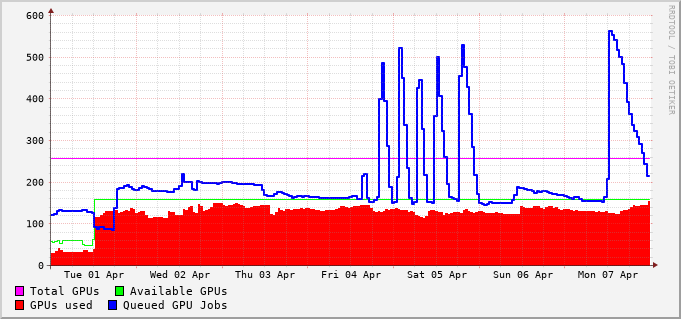 600
500
400
300
200
100
0
Tue 01 Apr Wed 02 Apr Thu 03 Apr Fri 04 Apr Sat 05 Apr Sun 06 Apr Mon 07 Apr
Total GPUs Available GPUs
GPUs used Queued GPU Jobs
RRDTOOL / TOBI OETIKER